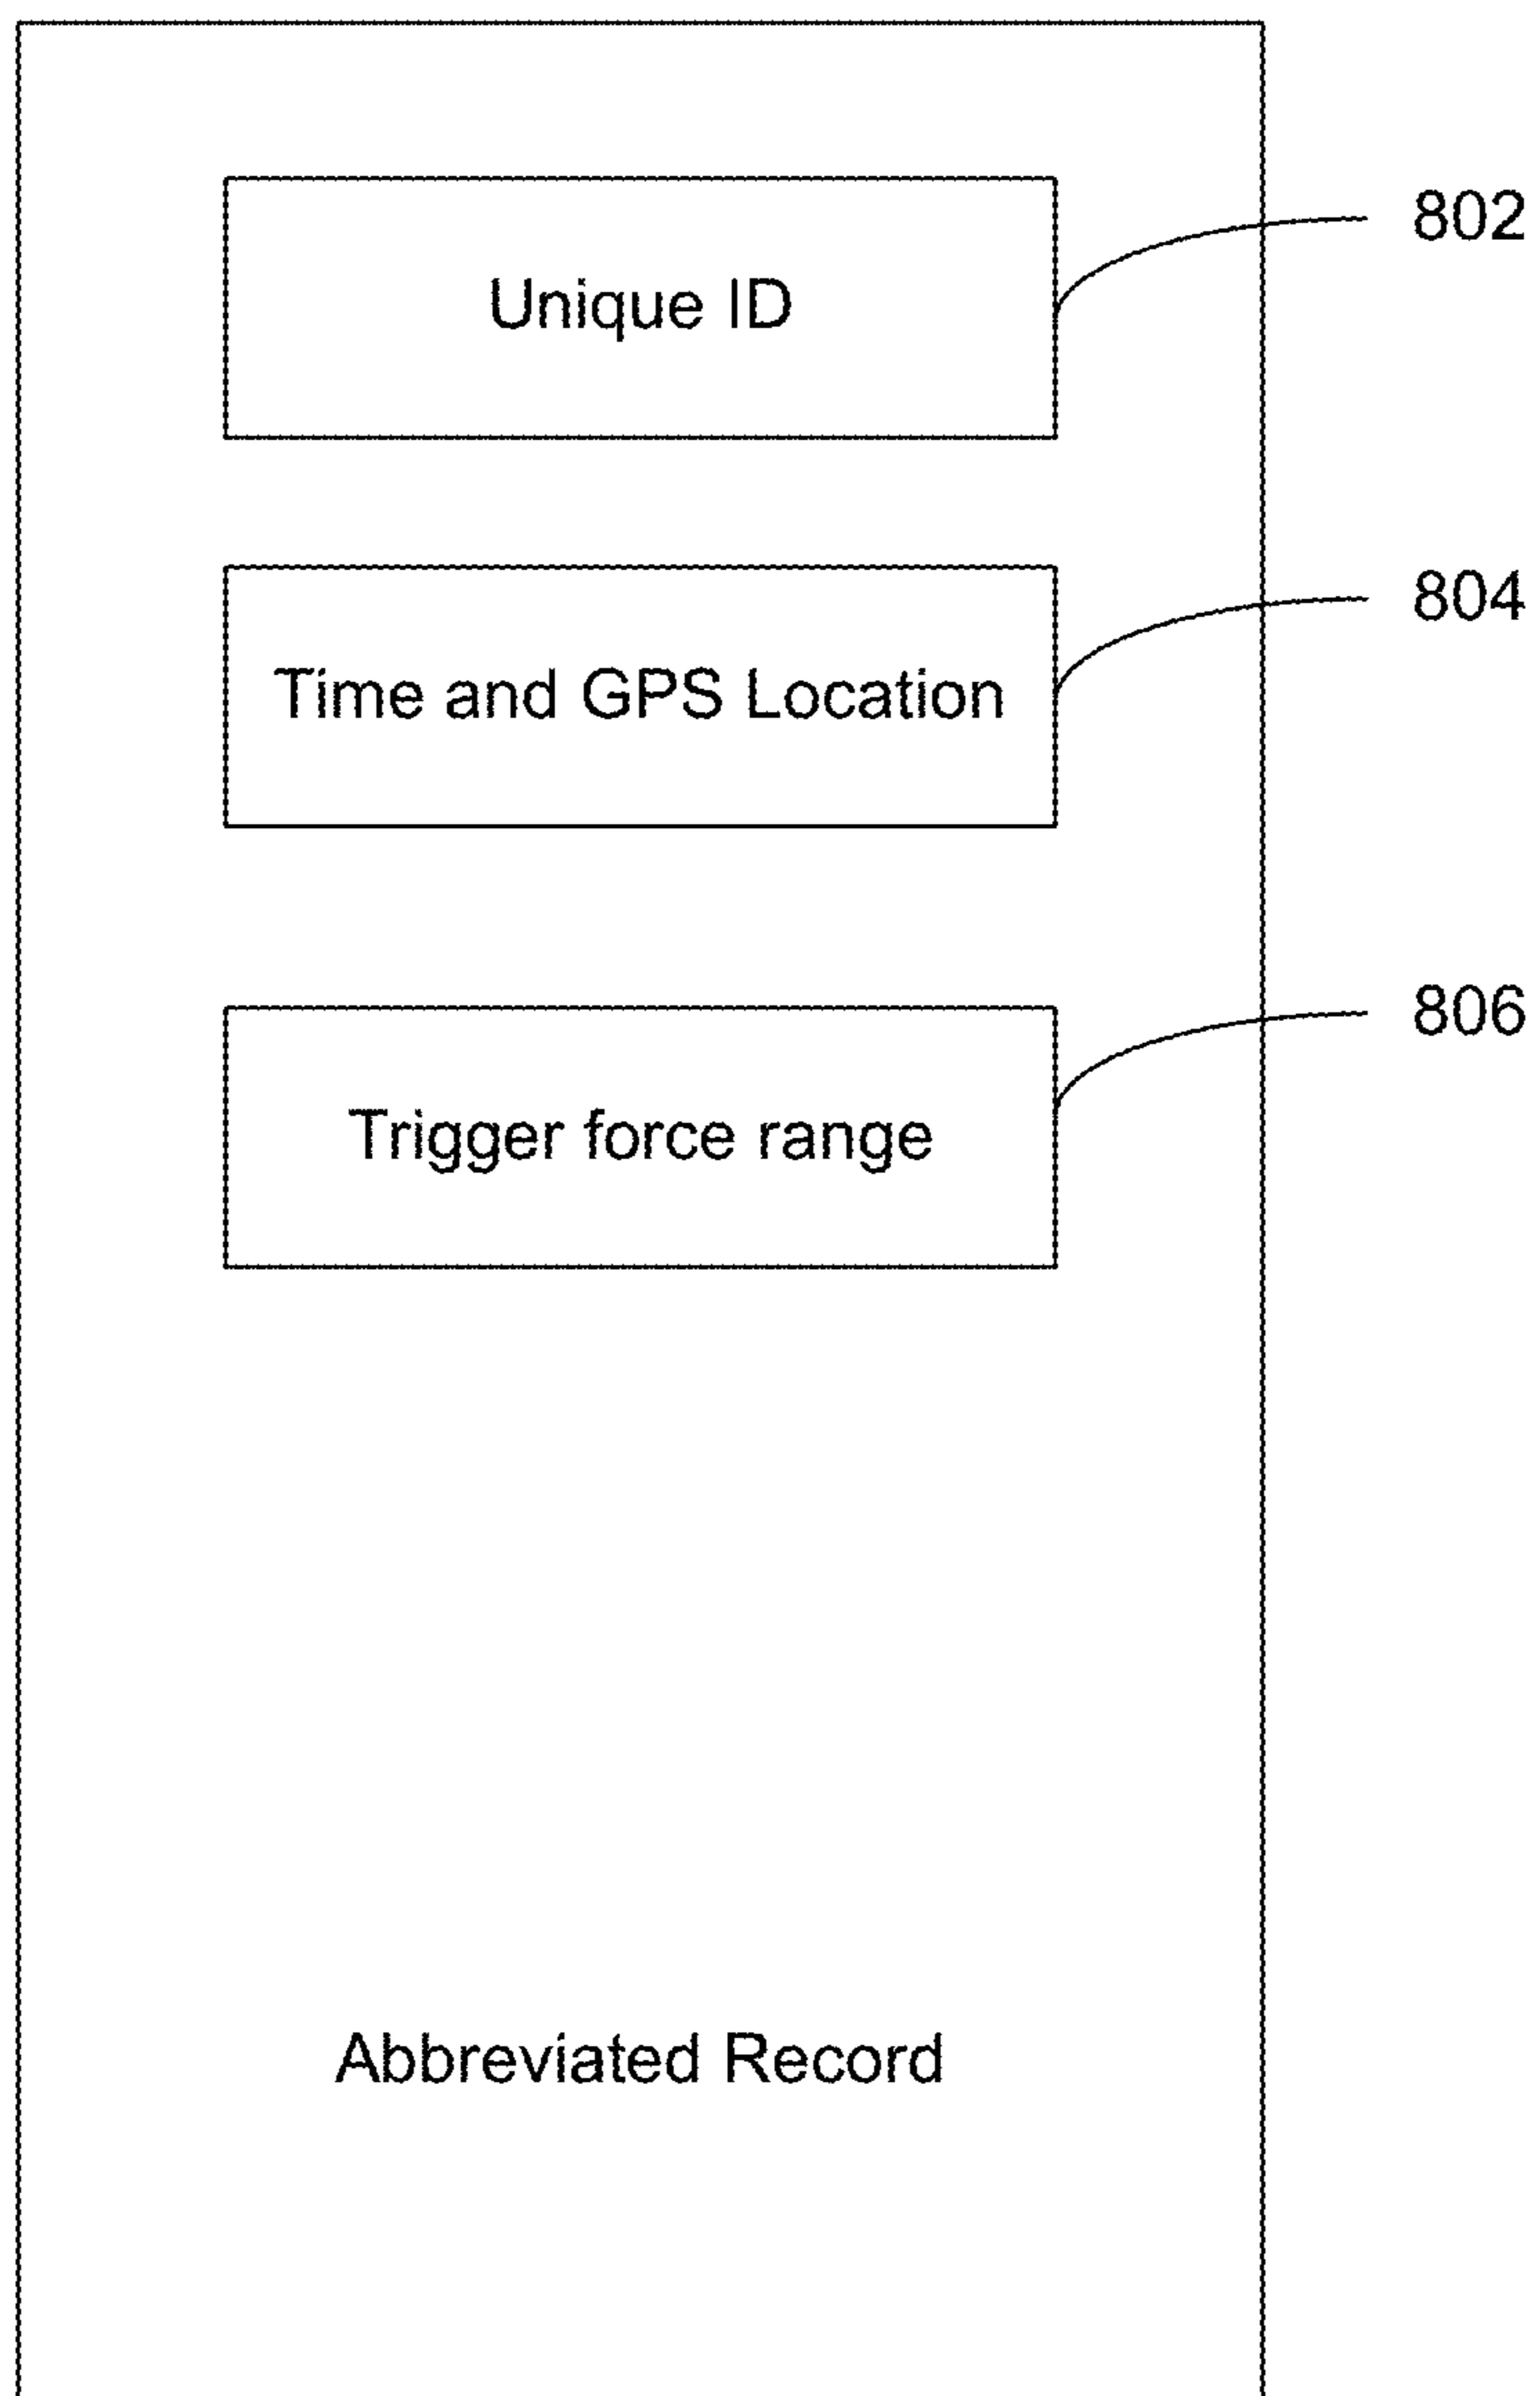 802
Unique ID
804
Time and GPS Location
806
Trigger force range
Abbreviated Record